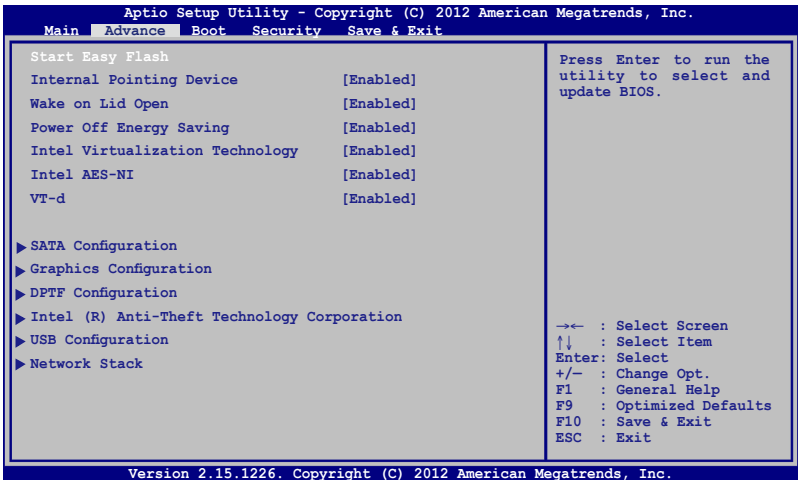 Aptio Setup Utility - Copyright (C) 2012 American Megatrends, Inc.
Main Advance Boot Security Save & Exit
Start Easy Flash
Internal Pointing Device [Enabled]
Wake on Lid Open [Enabled]
Power Off Energy Saving [Enabled]
Intel Virtualization Technology [Enabled]
Intel AES-NI [Enabled]
VT-d [Enabled]
SATA Configuration
Graphics Configuration
DPTF Configuration
Intel (R) Anti-Theft Technology Corporation
USB Configuration
Network Stack
Press Enter to run the
utility to select and
update BIOS.
→← : Select Screen
↑↓ : Select Item
Enter: Select
+/— : Change Opt.
F1 : General Help
F9 : Optimized Defaults
F10 : Save & Exit
ESC : Exit
Version 2.15.1226. Copyright (C) 2012 American Megatrends, Inc.